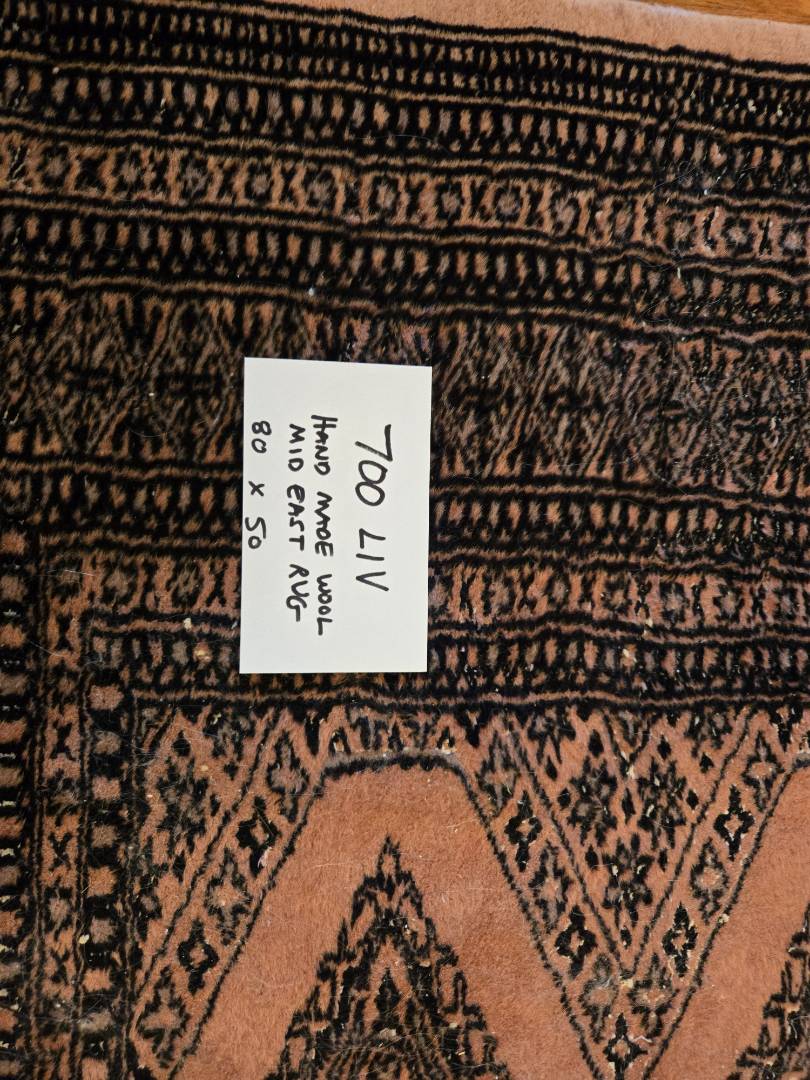 700 LIV
HAND MADE WOOL
MID EAST RUG
80 x 50